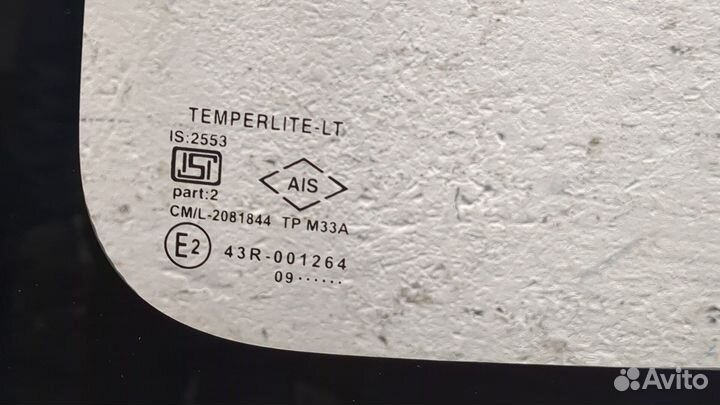 TEMPERLITE-LT
IS:2553
ISI
AIS
part:2
CM/L-2081844 TP M33A
E2 43R-001264
09······
Avito